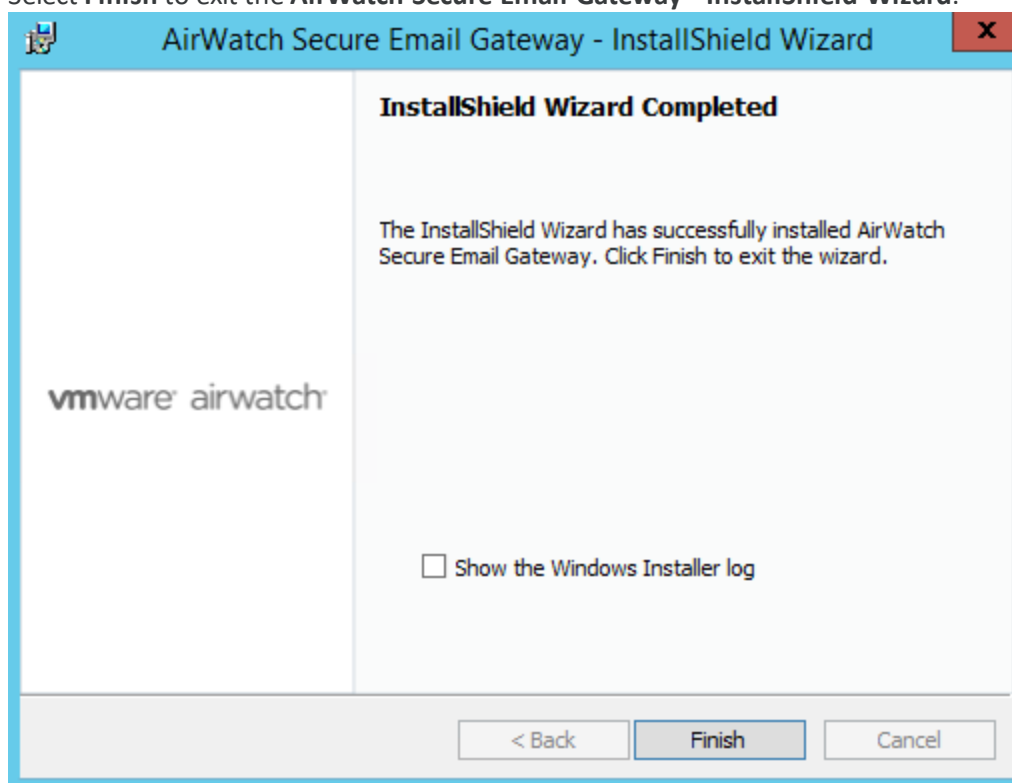 Select Finish to exit the AirWatch Secure Email Gateway - InstallShield Wizard.
AirWatch Secure Email Gateway - InstallShield Wizard
x
InstallShield Wizard Completed
The InstallShield Wizard has successfully installed AirWatch
Secure Email Gateway. Click Finish to exit the wizard.
vmware airwatch
Show the Windows Installer log
< Back
Finish
Cancel